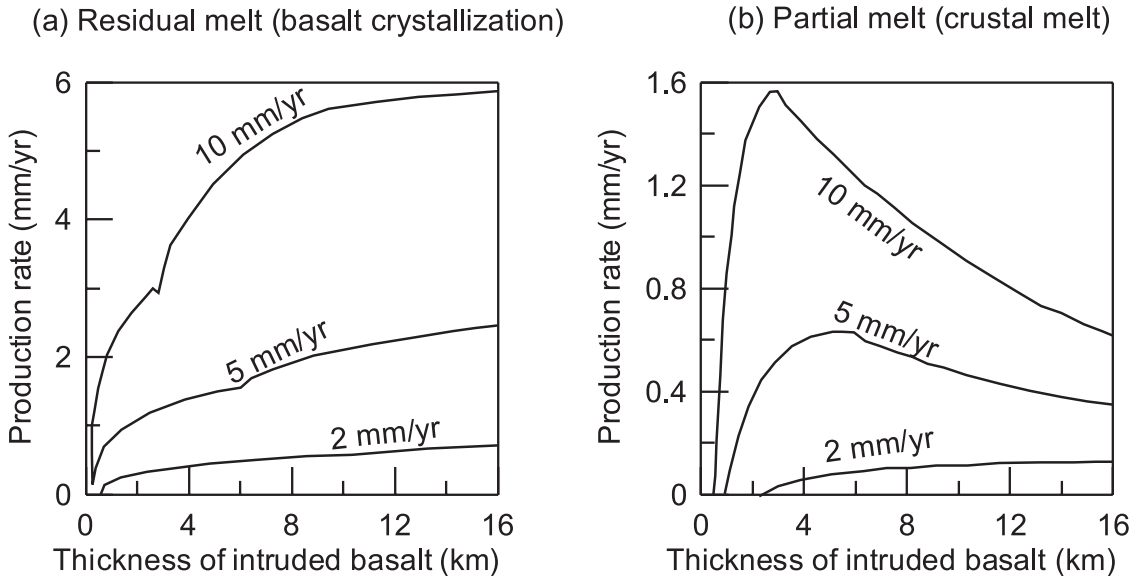 (a) Residual melt (basalt crystallization)
6
4
2
0
Production rate (mm/yr)
10 mm/yr
5 mm/yr
2 mm/yr
0
4
8
12
16
Thickness of intruded basalt (km)
(b) Partial melt (crustal melt)
1.6
1.2
0.8
0.4
0
Production rate (mm/yr)
10 mm/yr
5 mm/yr
2 mm/yr
0
4
8
12
16
Thickness of intruded basalt (km)